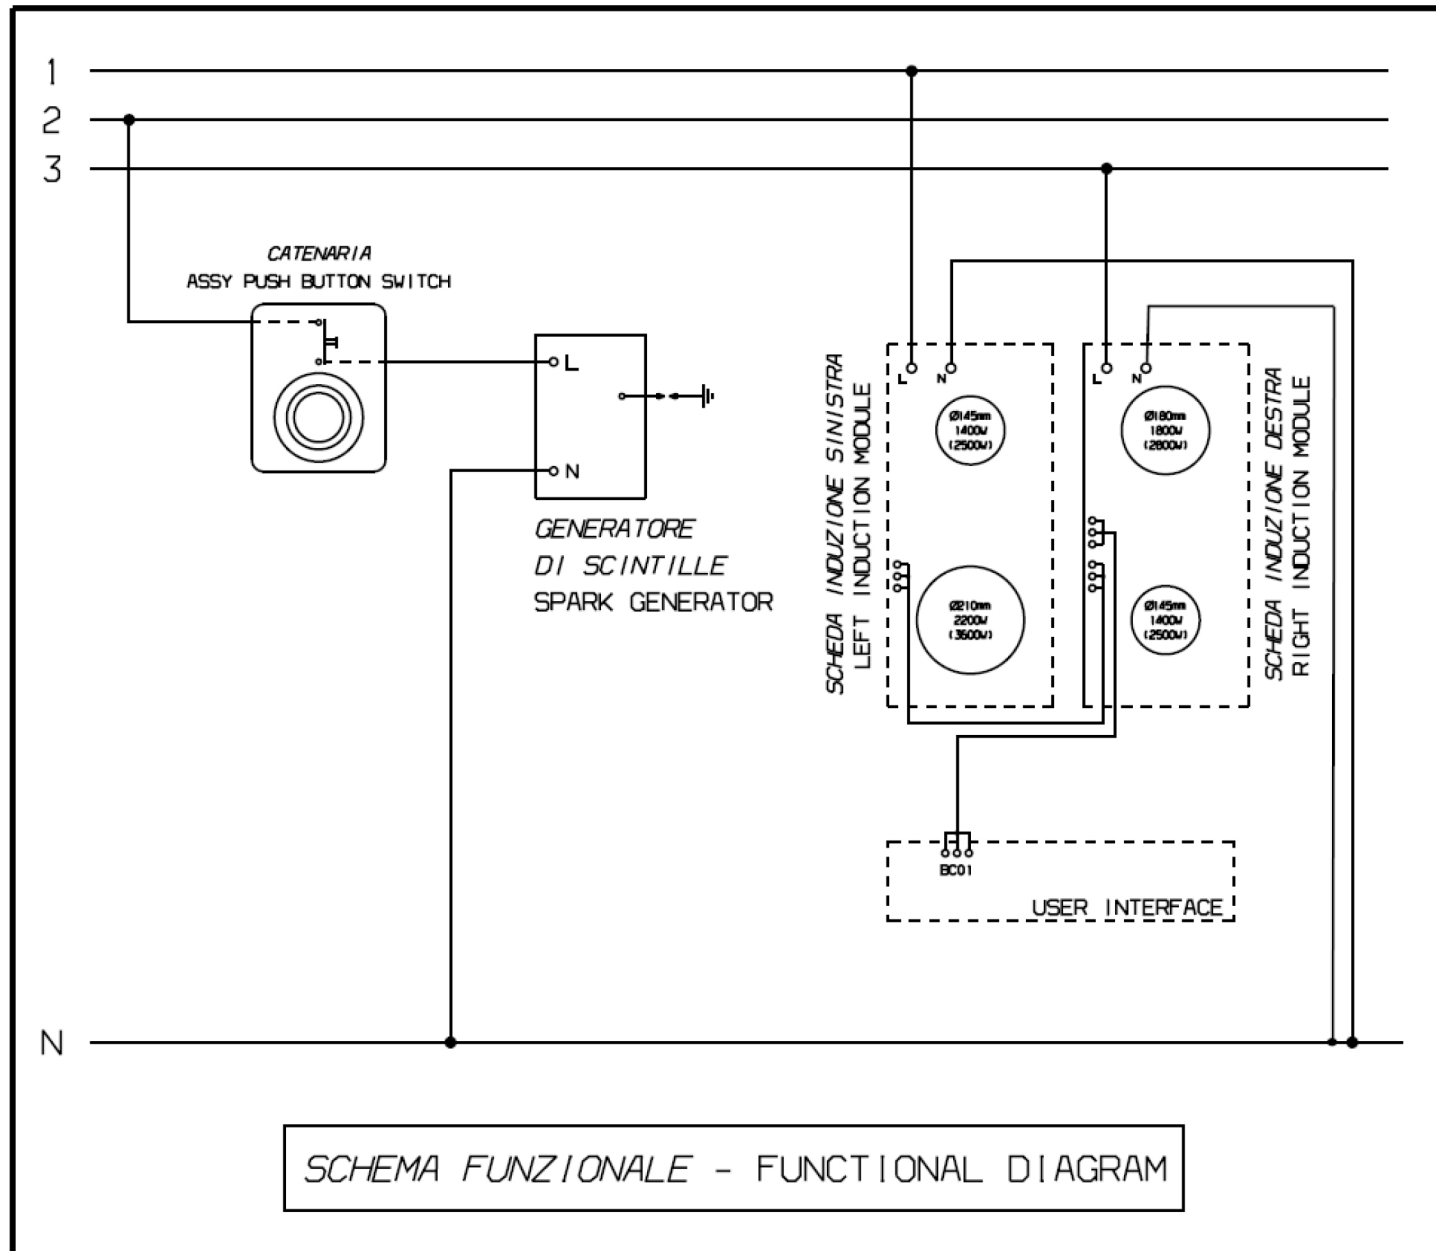 1
2
3
CATENARIA
ASSY PUSH BUTTON SWITCH
L
N
GENERATORE
DI SCINTILLE
SPARK GENERATOR
SCHEDA INDUZIONE SINISTRA
LEFT INDUCTION MODULE
L
N
Ø145mm
1400W
(2500W)
Ø210mm
2200W
(3600W)
L
N
Ø180mm
1800W
(2800W)
Ø145mm
1400W
(2500W)
SCHEDA INDUZIONE DESTRA
RIGHT INDUCTION MODULE
BC01
USER INTERFACE
N
SCHEMA FUNZIONALE - FUNCTIONAL DIAGRAM